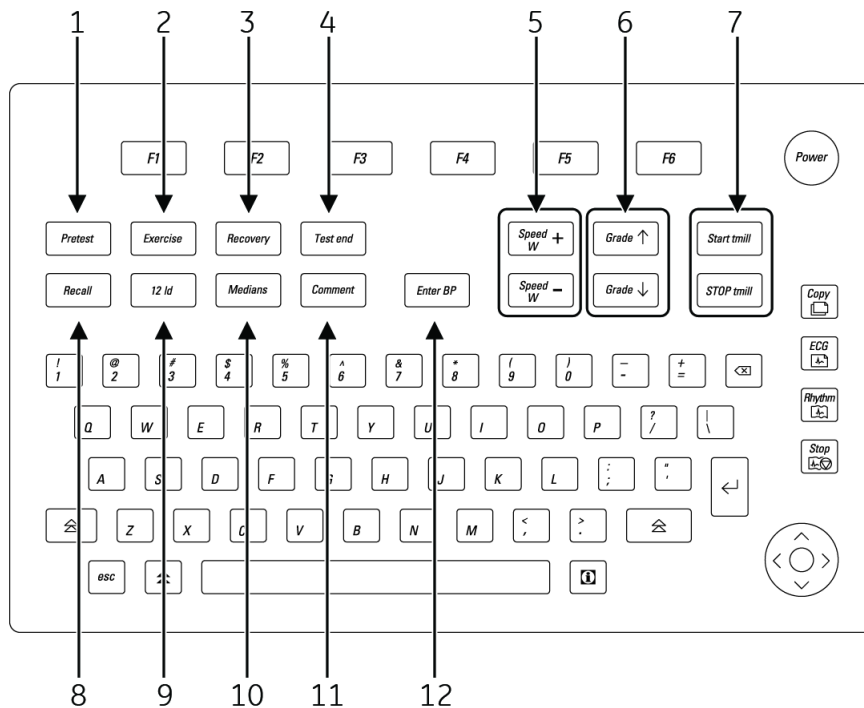 1 2 3 4 5 6 7
F1 F2 F3 F4 F5 F6 Power
Pretest Exercise Recovery Test end Speed W + Grade ↑ Start tmill
Recall 12 ld Medians Comment Enter BP Speed W − Grade ↓ STOP tmill
Copy
ECG
Rhythm
Stop
! @ # $ % ^ & * ( ) _ +
1 2 3 4 5 6 7 8 9 0 - =
Q W E R T Y U I O P ? / | \
A S D F H J K L : ; " '
Z X V B N M < , > .
esc
8 9 10 11 12